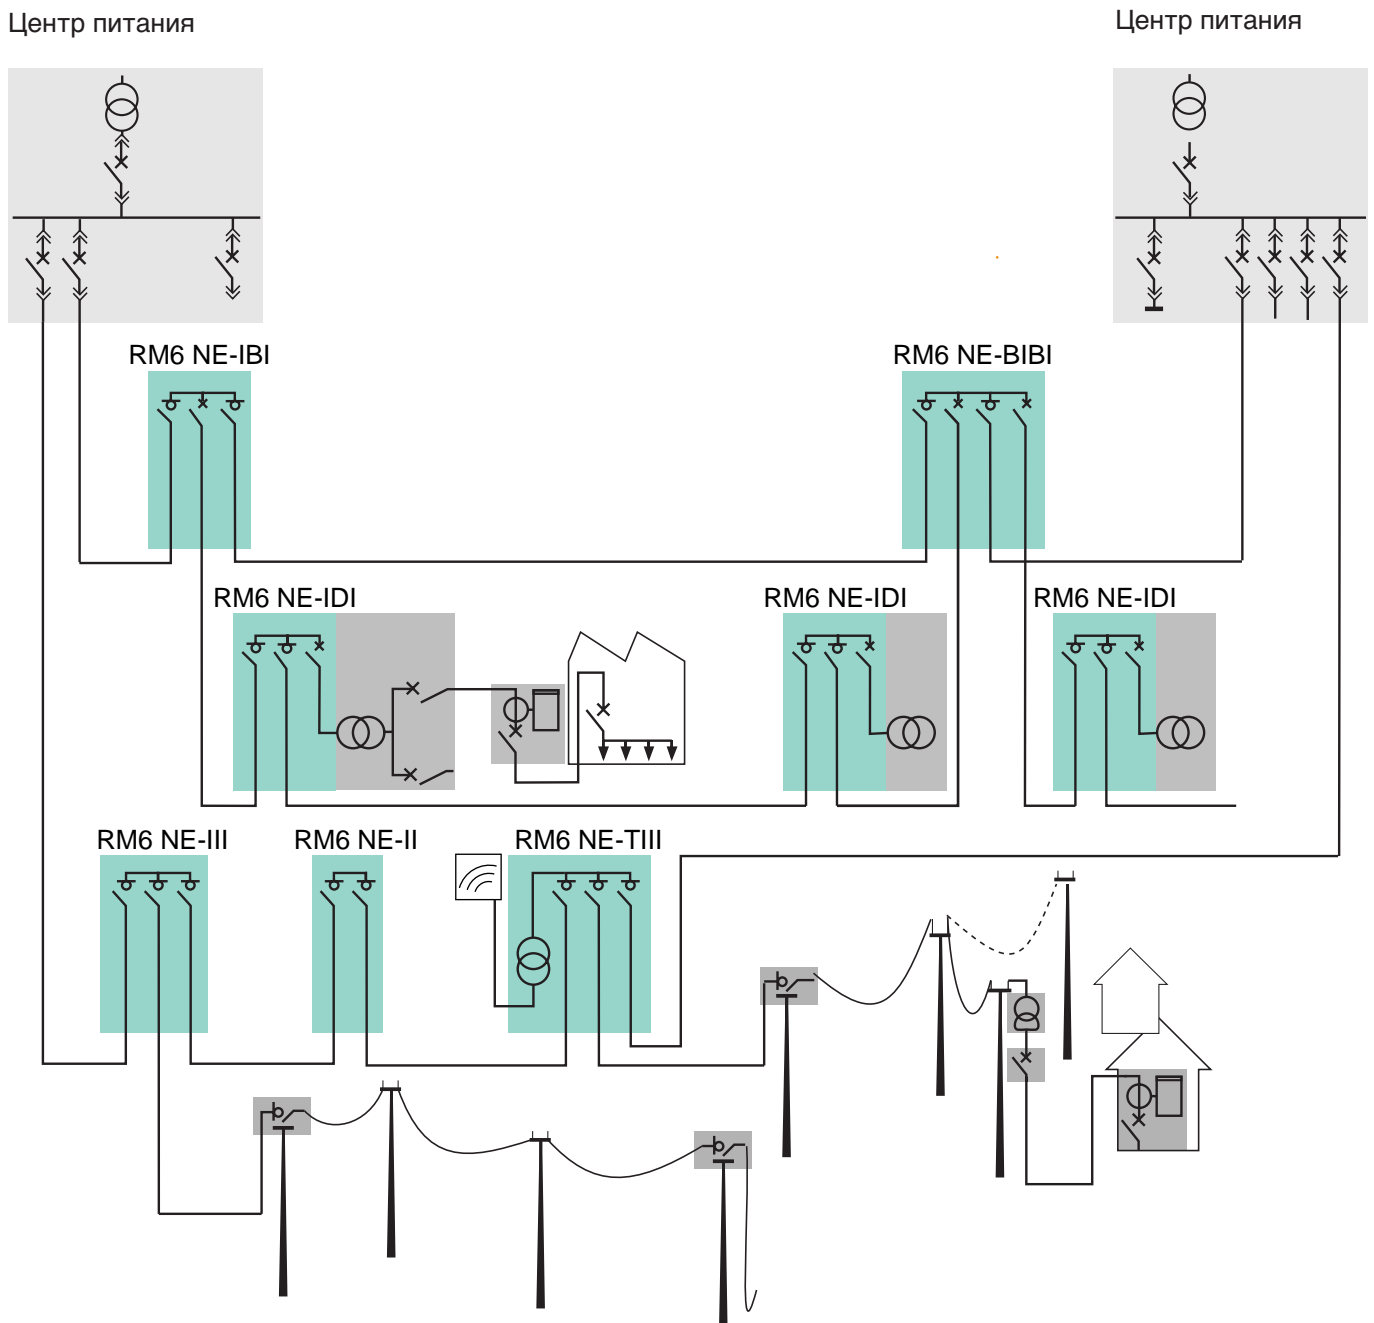 Центр питания
Центр питания
RM6 NE-IBI
RM6 NE-BIBI
RM6 NE-IDI
RM6 NE-IDI
RM6 NE-IDI
RM6 NE-III
RM6 NE-II
RM6 NE-TIII